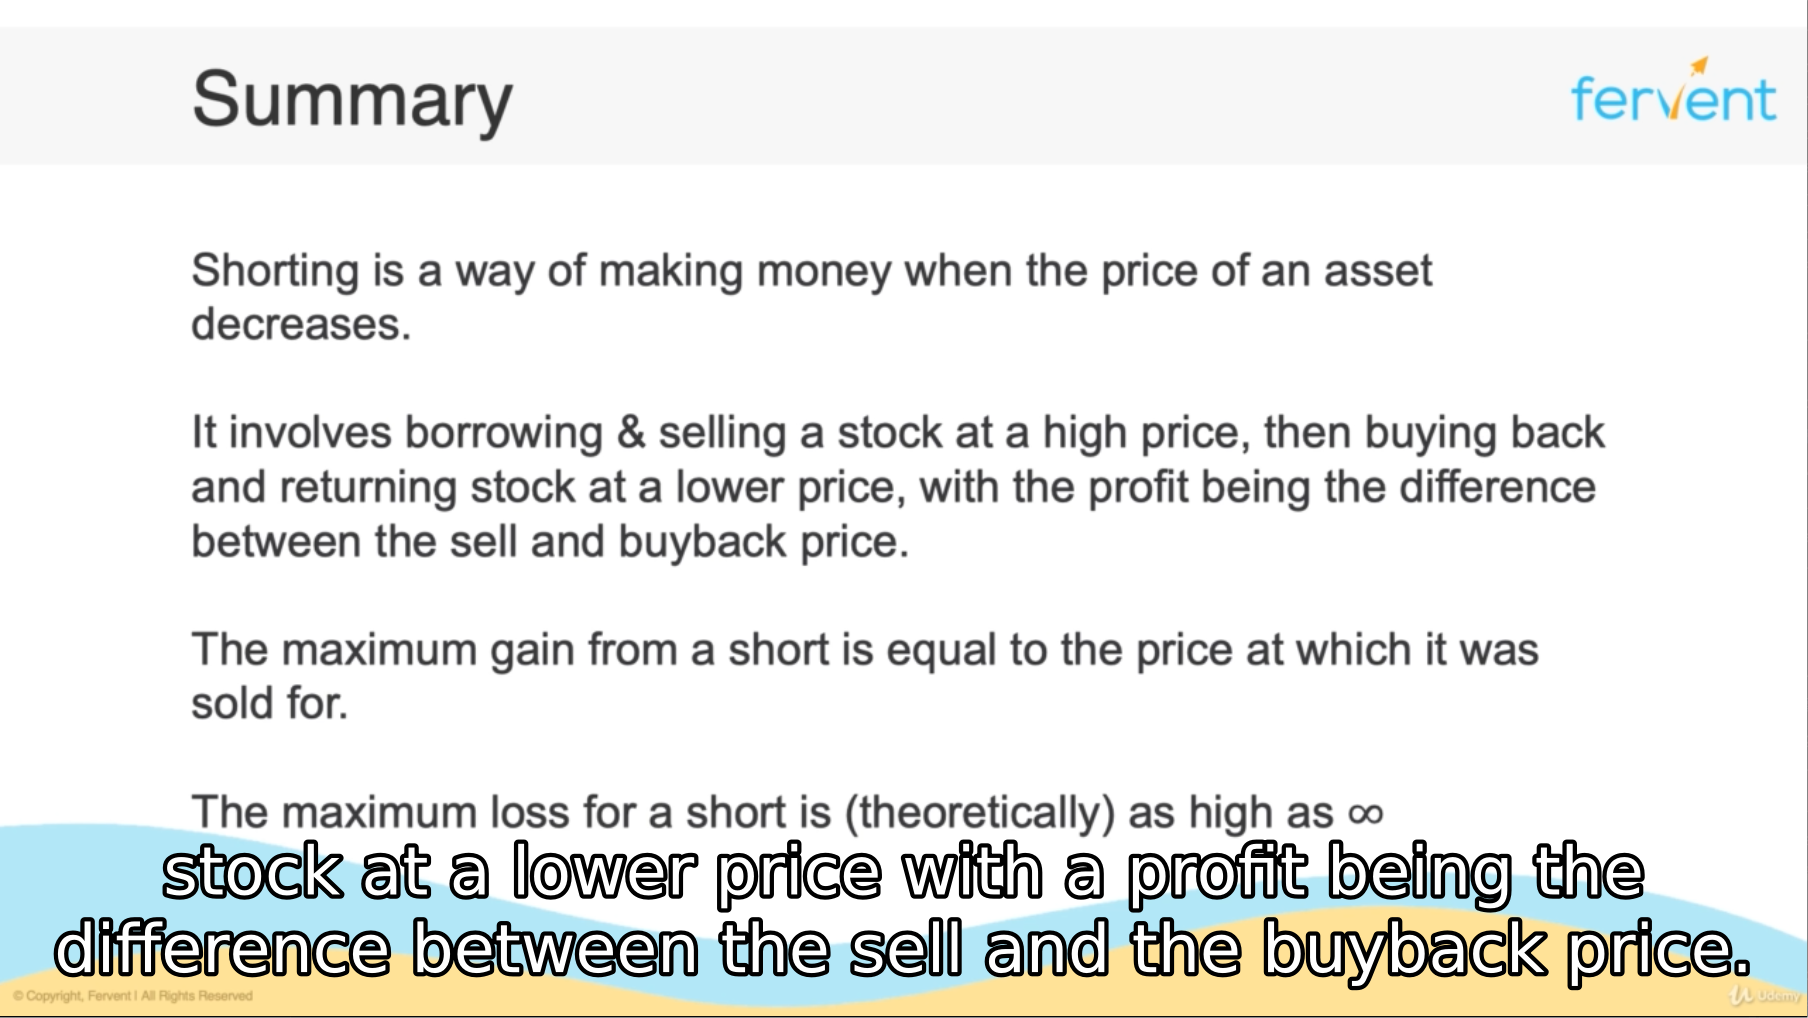 Summary
fervent
Shorting is a way of making money when the price of an asset
decreases.
It involves borrowing & selling a stock at a high price, then buying back
and returning stock at a lower price, with the profit being the difference
between the sell and buyback price.
The maximum gain from a short is equal to the price at which it was
sold for.
The maximum loss for a short is (theoretically) as high as ∞
stock at a lower price with a profit being the
difference between the sell and the buyback price.
© Copyright, Fervent | All Rights Reserved
Udemy